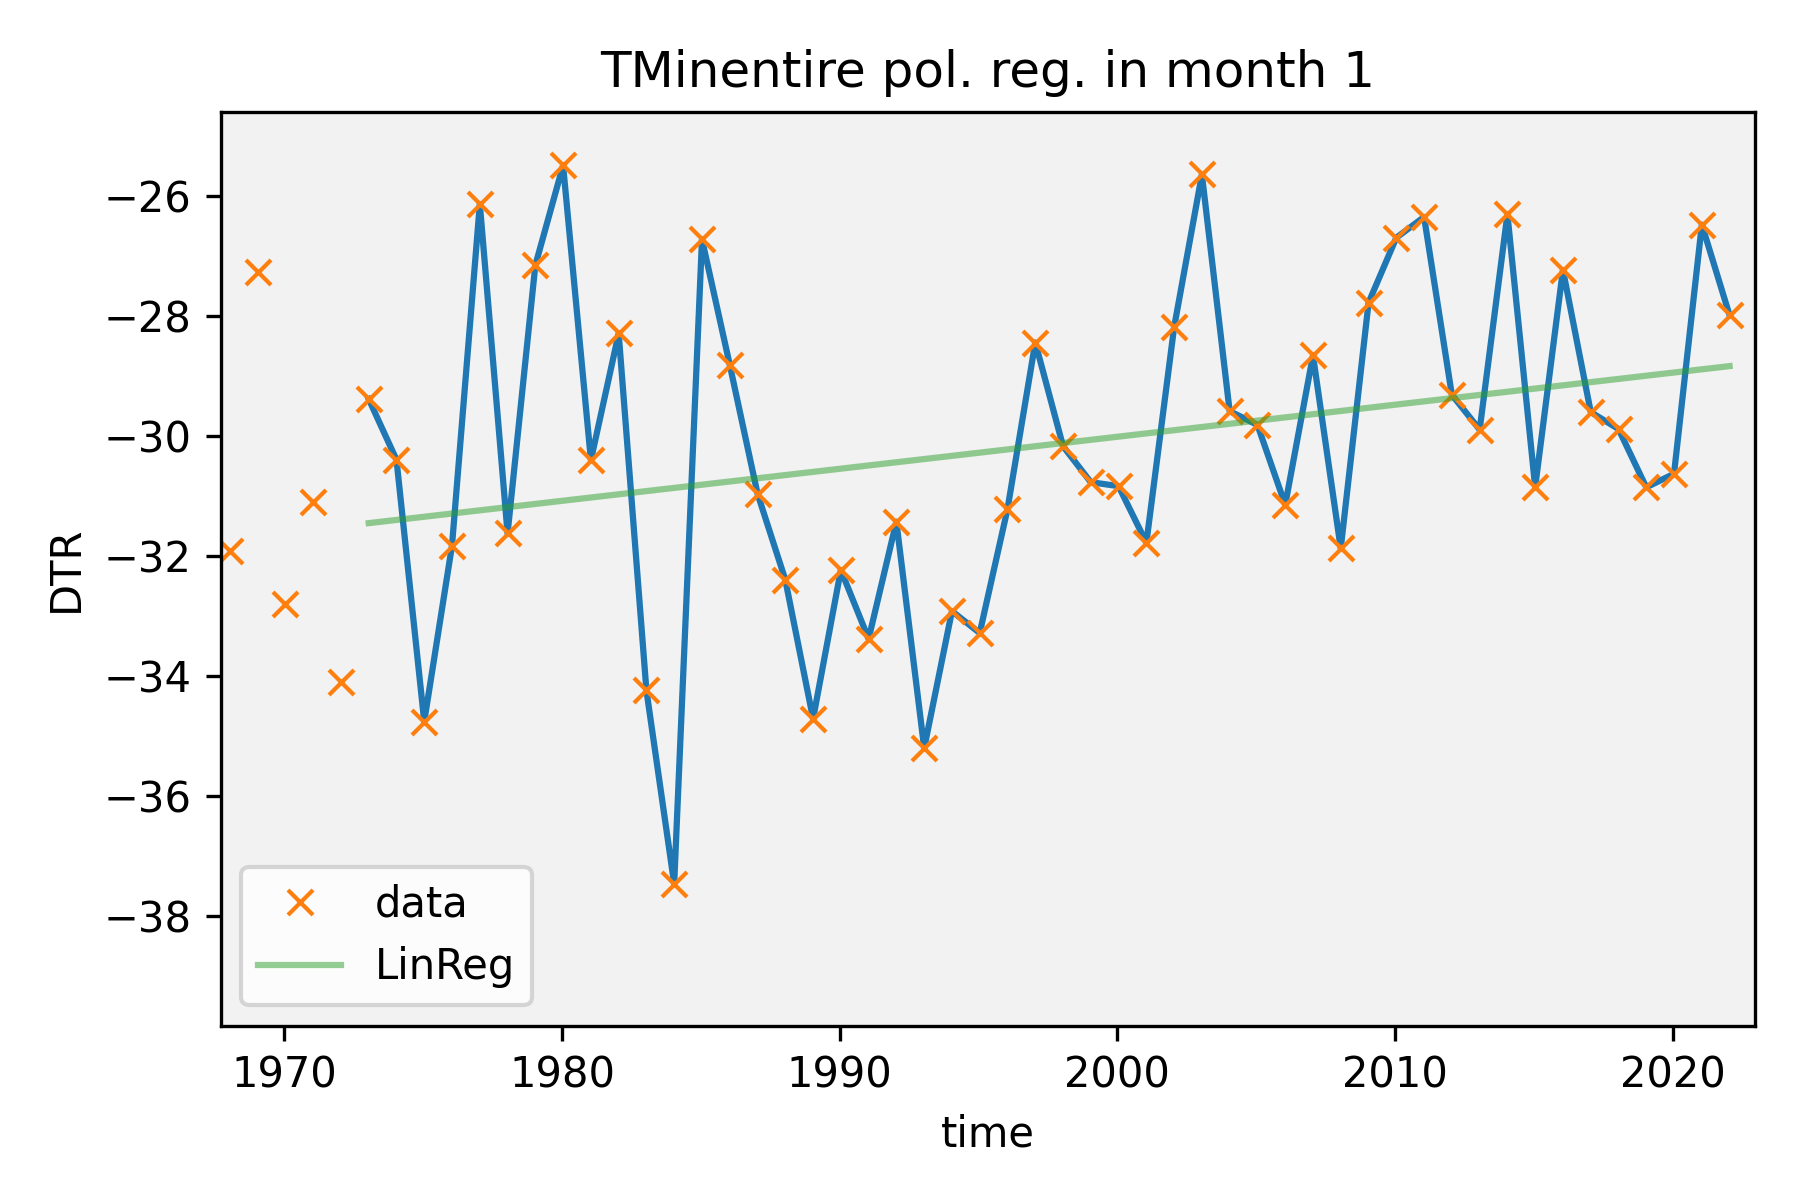 TMinentire pol. reg. in month 1
DTR
−26
−28
−30
−32
−34
−36
−38
data
LinReg
1970 1980 1990 2000 2010 2020
time